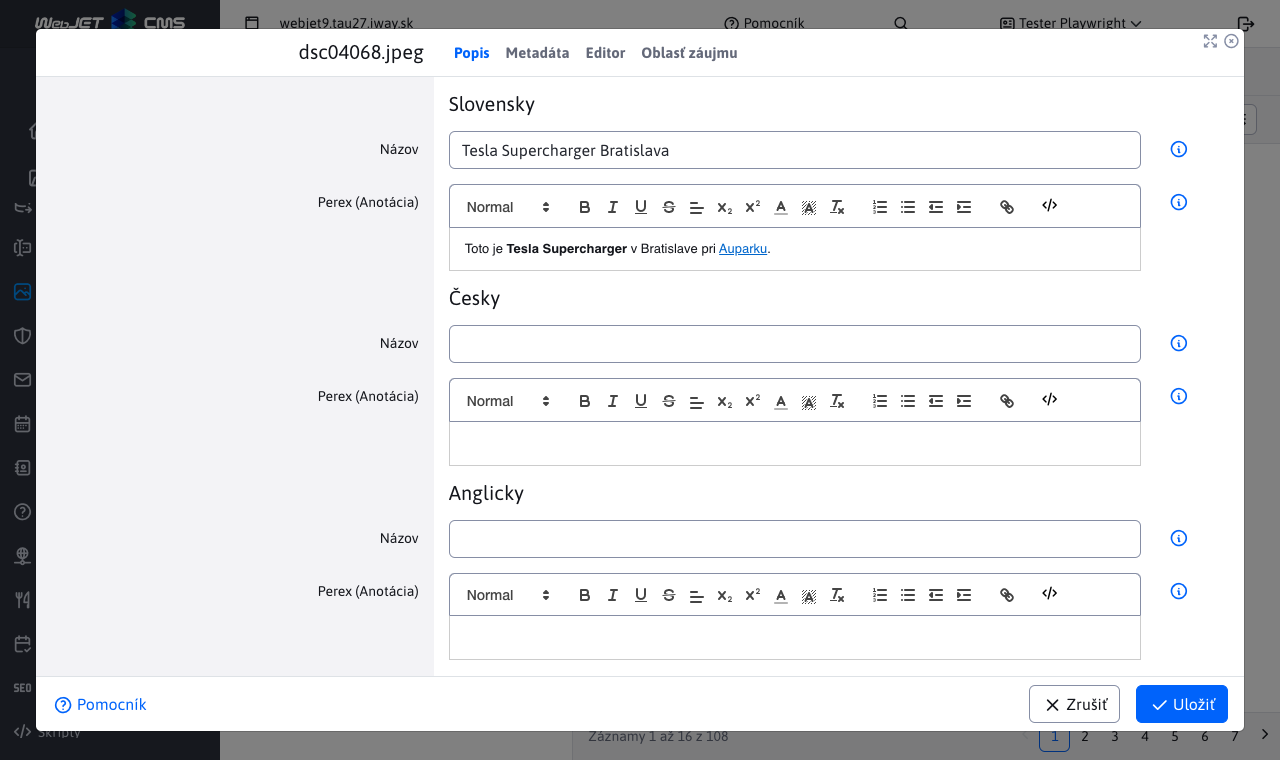 WebJET CMS
webjet9.tau27.iway.sk
Pomocník
Tester Playwright
dsc04068.jpeg
Popis
Metadáta
Editor
Oblasť záujmu
Slovensky
Názov
Tesla Supercharger Bratislava
Perex (Anotácia)
Normal
Toto je Tesla Supercharger v Bratislave pri Auparku.
Česky
Názov
Perex (Anotácia)
Normal
Anglicky
Názov
Perex (Anotácia)
Normal
SEO
Pomocník
Zrušiť
Uložiť
Skripty
Záznamy 1 až 16 z 108
1 2 3 4 5 6 7